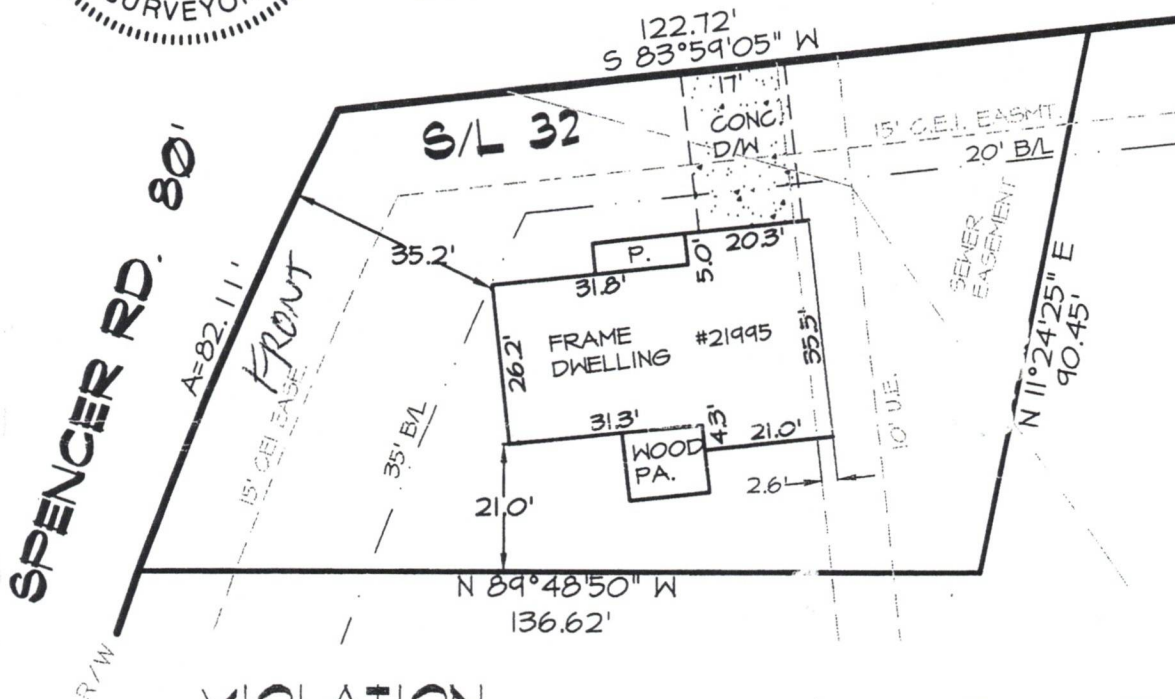 SURVEYOR
122.72'
S 83°59'05" W
17'
CONC.
D/W
S/L 32
15' C.E.I. EASMT.
20' B/L
SPENCER RD. 80'
A=82.11'
FRONT
35.2'
P.
5.0'
20.3'
31.8'
SEWER
EASEMENT
FRAME
DWELLING
#21995
26.2'
35.5'
N 11°24'25" E
90.45'
15' CEI EASE.
35' B/L
31.3'
4.3'
21.0'
10' U.E.
WOOD
PA.
2.6'
21.0'
N 89°48'50" W
136.62'
R/W
VIOLATION